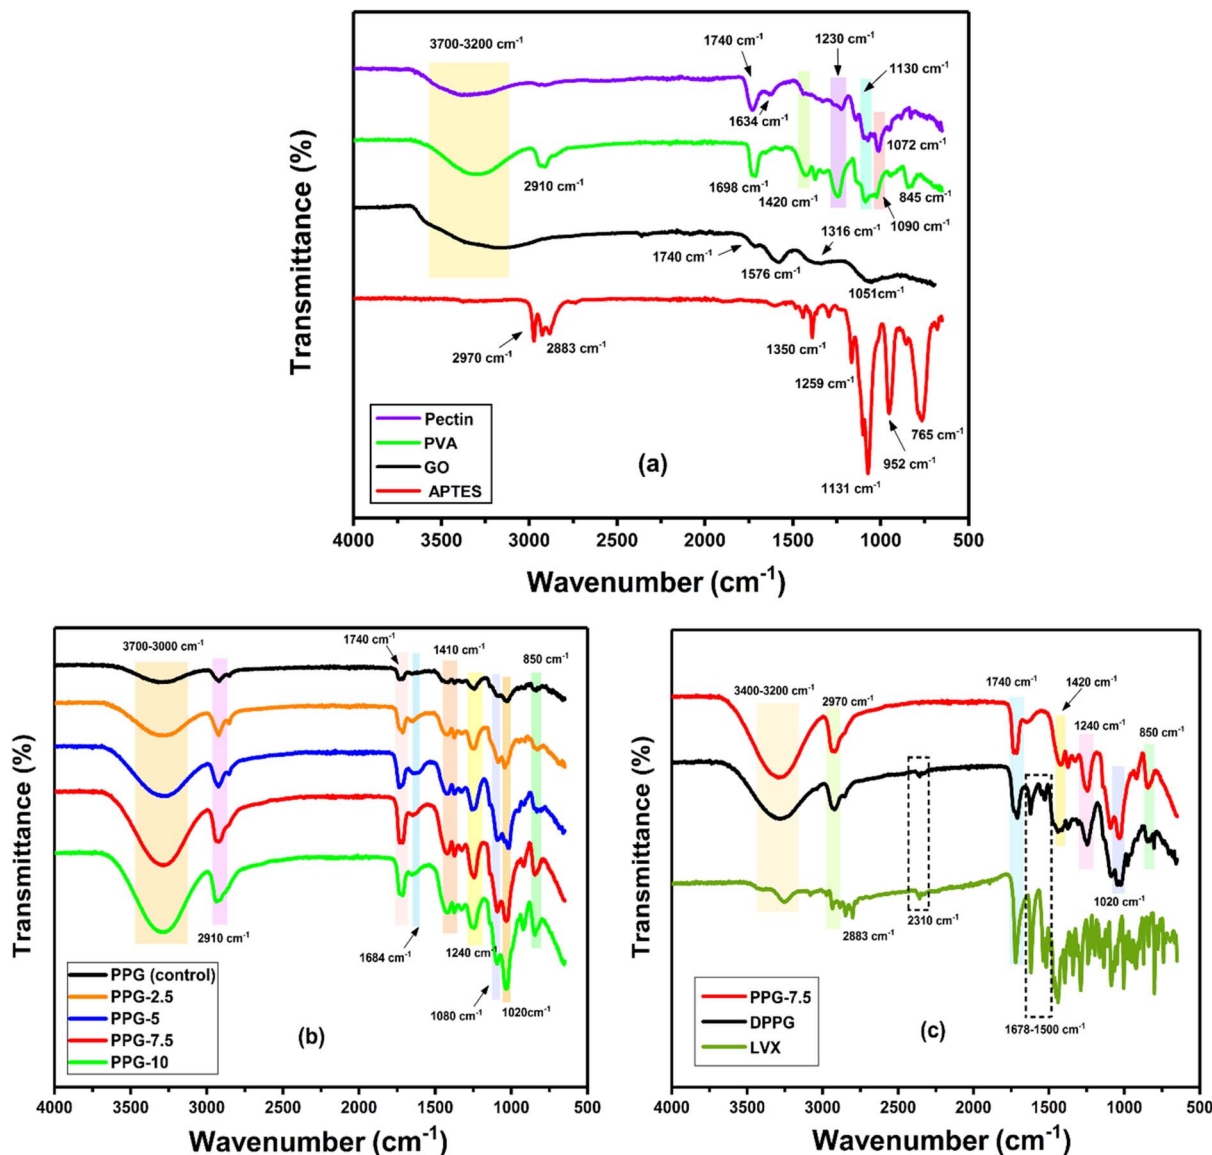 3700-3200 cm⁻¹
1740 cm⁻¹
1230 cm⁻¹
1130 cm⁻¹
1634 cm⁻¹
1072 cm⁻¹
2910 cm⁻¹
1698 cm⁻¹
1420 cm⁻¹
845 cm⁻¹
1090 cm⁻¹
1740 cm⁻¹
1316 cm⁻¹
1576 cm⁻¹
1051cm⁻¹
2970 cm⁻¹
2883 cm⁻¹
1350 cm⁻¹
1259 cm⁻¹
765 cm⁻¹
952 cm⁻¹
1131 cm⁻¹
Pectin
PVA
GO
APTES
(a)
Transmittance (%)
4000 3500 3000 2500 2000 1500 1000 500
Wavenumber (cm⁻¹)
3700-3000 cm⁻¹
1740 cm⁻¹
1410 cm⁻¹
850 cm⁻¹
2910 cm⁻¹
1684 cm⁻¹
1240 cm⁻¹
1080 cm⁻¹
1020cm⁻¹
PPG (control)
PPG-2.5
PPG-5
PPG-7.5
PPG-10
(b)
Transmittance (%)
4000 3500 3000 2500 2000 1500 1000 500
Wavenumber (cm⁻¹)
3400-3200 cm⁻¹
2970 cm⁻¹
1740 cm⁻¹
1420 cm⁻¹
1240 cm⁻¹
850 cm⁻¹
2310 cm⁻¹
2883 cm⁻¹
1020 cm⁻¹
1678-1500 cm⁻¹
PPG-7.5
DPPG
LVX
(c)
Transmittance (%)
4000 3500 3000 2500 2000 1500 1000 500
Wavenumber (cm⁻¹)